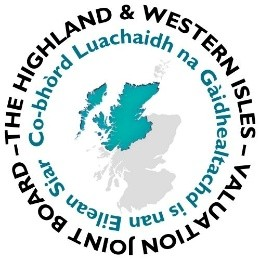 THE HIGHLAND & WESTERN ISLES – VALUATION JOINT BOARD –
Co-bhòrd Luachaidh na Gàidhealtachd is nan Eilean Siar